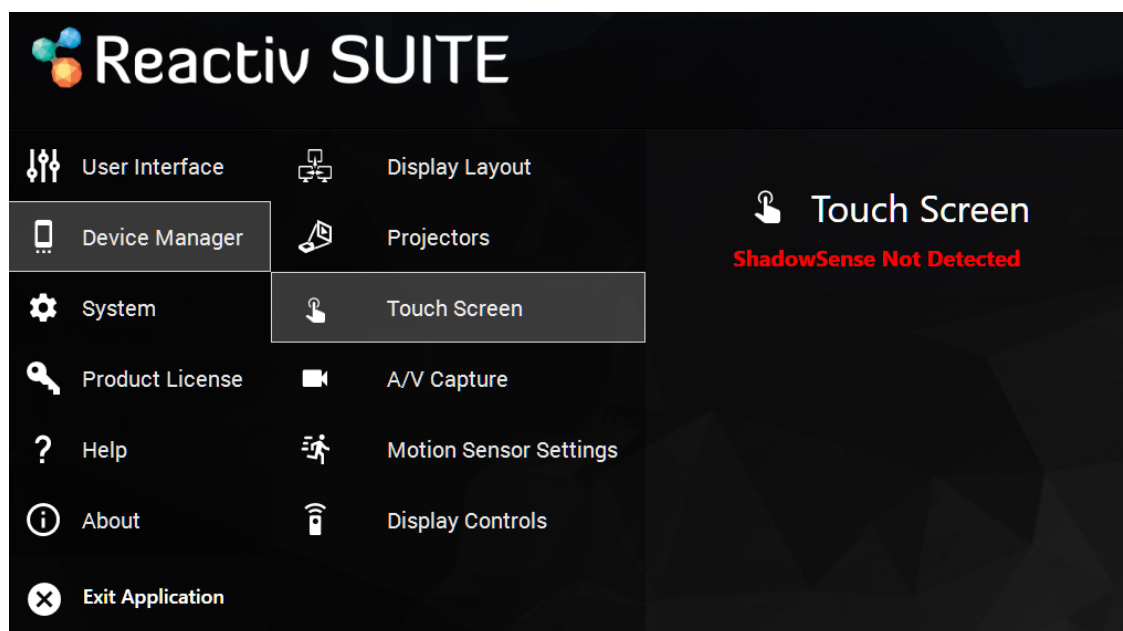 Reactiv SUITE
User Interface
Device Manager
System
Product License
Help
About
Exit Application
Display Layout
Projectors
Touch Screen
A/V Capture
Motion Sensor Settings
Display Controls
Touch Screen
ShadowSense Not Detected